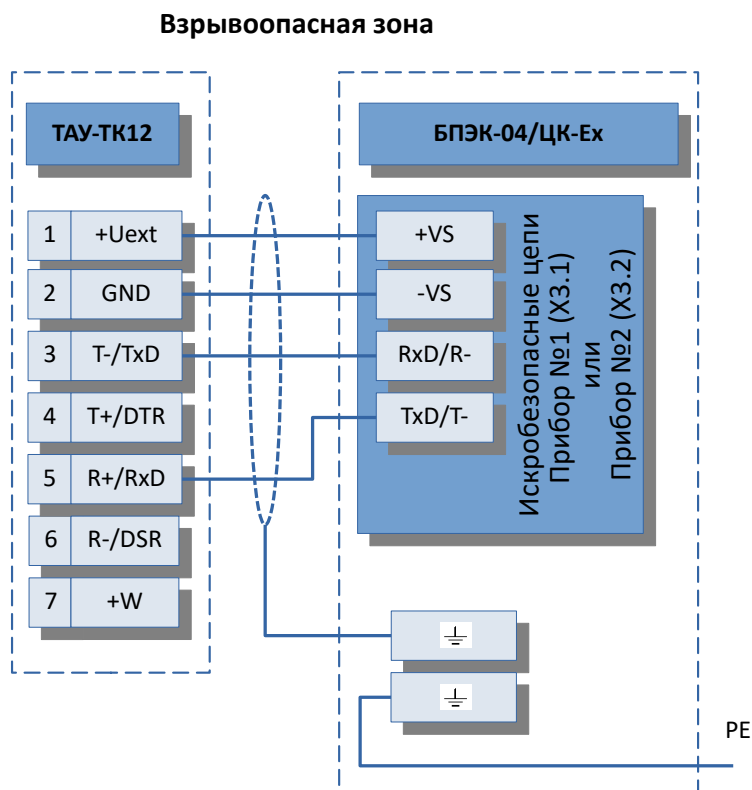 Взрывоопасная зона
ТАУ-ТК12
БПЭК-04/ЦК-Ех
1 +Uext
2 GND
3 T-/TxD
4 T+/DTR
5 R+/RxD
6 R-/DSR
7 +W
+VS
-VS
RxD/R-
TxD/T-
Искробезопасные цепи
Прибор №1 (X3.1)
или
Прибор №2 (X3.2)
PE